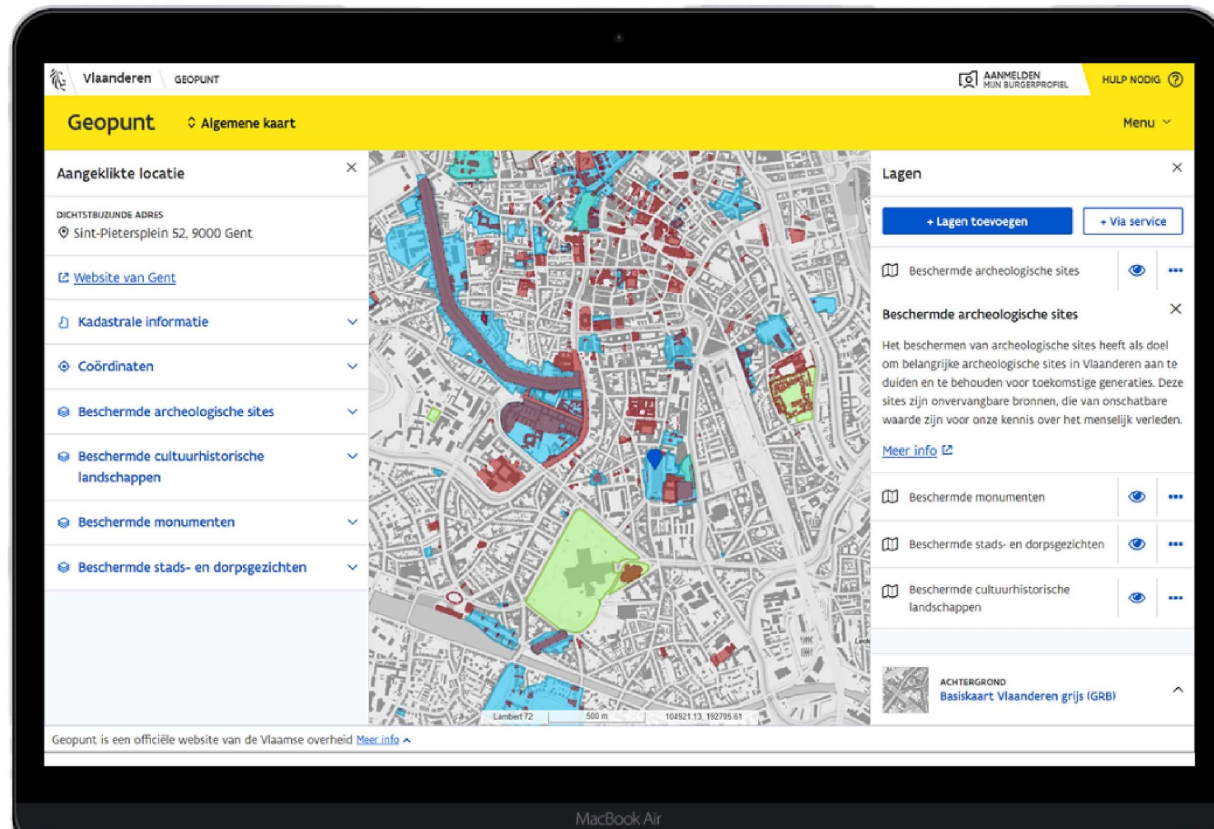 Vlaanderen GEOPUNT
AANMELDEN
MIJN BURGERPROFIEL
HULP NODIG
Geopunt Algemene kaart
Menu
Aangeklikte locatie
DICHTSTBIJZIJNDE ADRES
Sint-Pietersplein 52, 9000 Gent
Website van Gent
Kadastrale informatie
Coördinaten
Beschermde archeologische sites
Beschermde cultuurhistorische
landschappen
Beschermde monumenten
Beschermde stads- en dorpsgezichten
Lambert 72 500 m 104921.13, 192705.61
Lagen
+ Lagen toevoegen + Via service
Beschermde archeologische sites
Beschermde archeologische sites
Het beschermen van archeologische sites heeft als doel
om belangrijke archeologische sites in Vlaanderen aan te
duiden en te behouden voor toekomstige generaties. Deze
sites zijn onvervangbare bronnen, die van onschatbare
waarde zijn voor onze kennis over het menselijk verleden.
Meer info
Beschermde monumenten
Beschermde stads- en dorpsgezichten
Beschermde cultuurhistorische
landschappen
ACHTERGROND
Basiskaart Vlaanderen grijs (GRB)
Geopunt is een officiële website van de Vlaamse overheid Meer info
MacBook Air